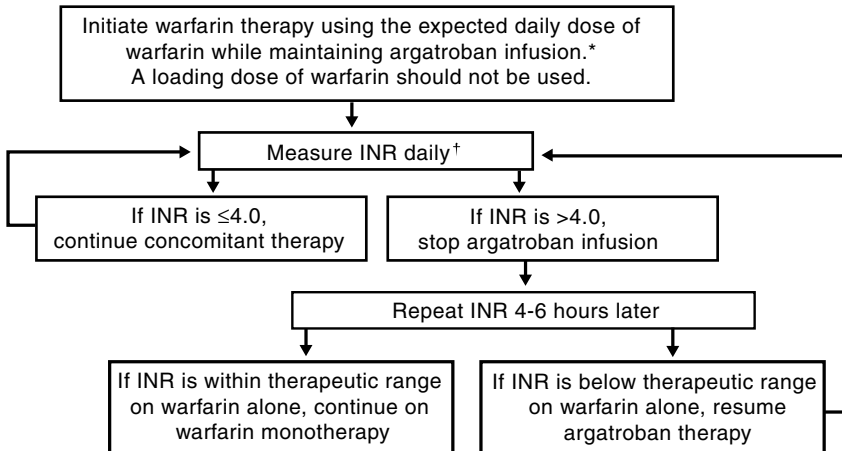 Initiate warfarin therapy using the expected daily dose of
warfarin while maintaining argatroban infusion.*
A loading dose of warfarin should not be used.
Measure INR daily†
If INR is ≤4.0,
continue concomitant therapy
If INR is >4.0,
stop argatroban infusion
Repeat INR 4-6 hours later
If INR is within therapeutic range
on warfarin alone, continue on
warfarin monotherapy
If INR is below therapeutic range
on warfarin alone, resume
argatroban therapy